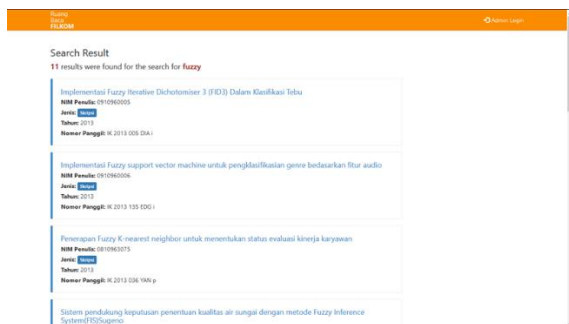 Ruang
Baca
FILKOM
Admin Login
Search Result
11 results were found for the search for fuzzy
Implementasi Fuzzy Iterative Dichotomiser 3 (FID3) Dalam Klasifikasi Tebu
NIM Penulis: 0910960005
Jenis: Skripsi
Tahun: 2013
Nomor Panggil: IK 2013 005 DIA i
Implementasi Fuzzy support vector machine untuk pengklasifikasian genre bedasarkan fitur audio
NIM Penulis: 0910960006
Jenis: Skripsi
Tahun: 2013
Nomor Panggil: IK 2013 135 EDG i
Penerapan Fuzzy K-nearest neighbor untuk menentukan status evaluasi kinerja karyawan
NIM Penulis: 0810963073
Jenis: Skripsi
Tahun: 2013
Nomor Panggil: IK 2013 036 YAN p
Sistem pendukung keputusan penentuan kualitas air sungai dengan metode Fuzzy Inference
System(FIS)Sugeno